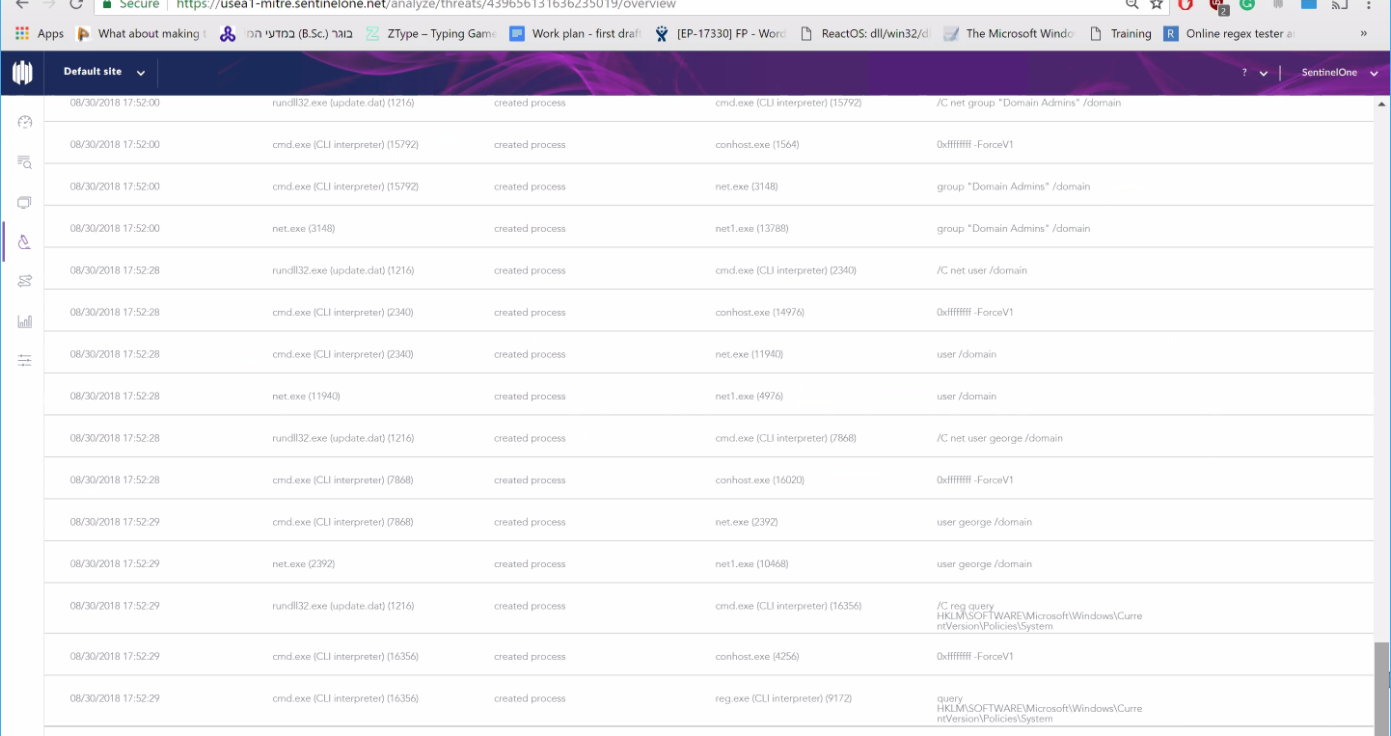 Secure https://usea1-mitre.sentinelone.net/analyze/threats/439656131636235019/overview
Apps What about making בוגר (B.Sc.) במדעי המ ZType – Typing Game Work plan - first draft [EP-17330] FP - Word ReactOS: dll/win32/ The Microsoft Windo Training Online regex tester a »
Default site ? SentinelOne
08/30/2018 17:52:00 rundll32.exe (update.dat) (1216) created process cmd.exe (CLI interpreter) (15792) /C net group "Domain Admins" /domain
08/30/2018 17:52:00 cmd.exe (CLI interpreter) (15792) created process conhost.exe (1564) 0xffffffff -ForceV1
08/30/2018 17:52:00 cmd.exe (CLI interpreter) (15792) created process net.exe (3148) group "Domain Admins" /domain
08/30/2018 17:52:00 net.exe (3148) created process net1.exe (13788) group "Domain Admins" /domain
08/30/2018 17:52:28 rundll32.exe (update.dat) (1216) created process cmd.exe (CLI interpreter) (2340) /C net user /domain
08/30/2018 17:52:28 cmd.exe (CLI interpreter) (2340) created process conhost.exe (14976) 0xffffffff -ForceV1
08/30/2018 17:52:28 cmd.exe (CLI interpreter) (2340) created process net.exe (11940) user /domain
08/30/2018 17:52:28 net.exe (11940) created process net1.exe (4976) user /domain
08/30/2018 17:52:28 rundll32.exe (update.dat) (1216) created process cmd.exe (CLI interpreter) (7868) /C net user george /domain
08/30/2018 17:52:28 cmd.exe (CLI interpreter) (7868) created process conhost.exe (16020) 0xffffffff -ForceV1
08/30/2018 17:52:29 cmd.exe (CLI interpreter) (7868) created process net.exe (2392) user george /domain
08/30/2018 17:52:29 net.exe (2392) created process net1.exe (10468) user george /domain
08/30/2018 17:52:29 rundll32.exe (update.dat) (1216) created process cmd.exe (CLI interpreter) (16356) /C reg query
HKLM\SOFTWARE\Microsoft\Windows\Curre
ntVersion\Policies\System
08/30/2018 17:52:29 cmd.exe (CLI interpreter) (16356) created process conhost.exe (4256) 0xffffffff -ForceV1
08/30/2018 17:52:29 cmd.exe (CLI interpreter) (16356) created process reg.exe (CLI interpreter) (9172) query
HKLM\SOFTWARE\Microsoft\Windows\Curre
ntVersion\Policies\System